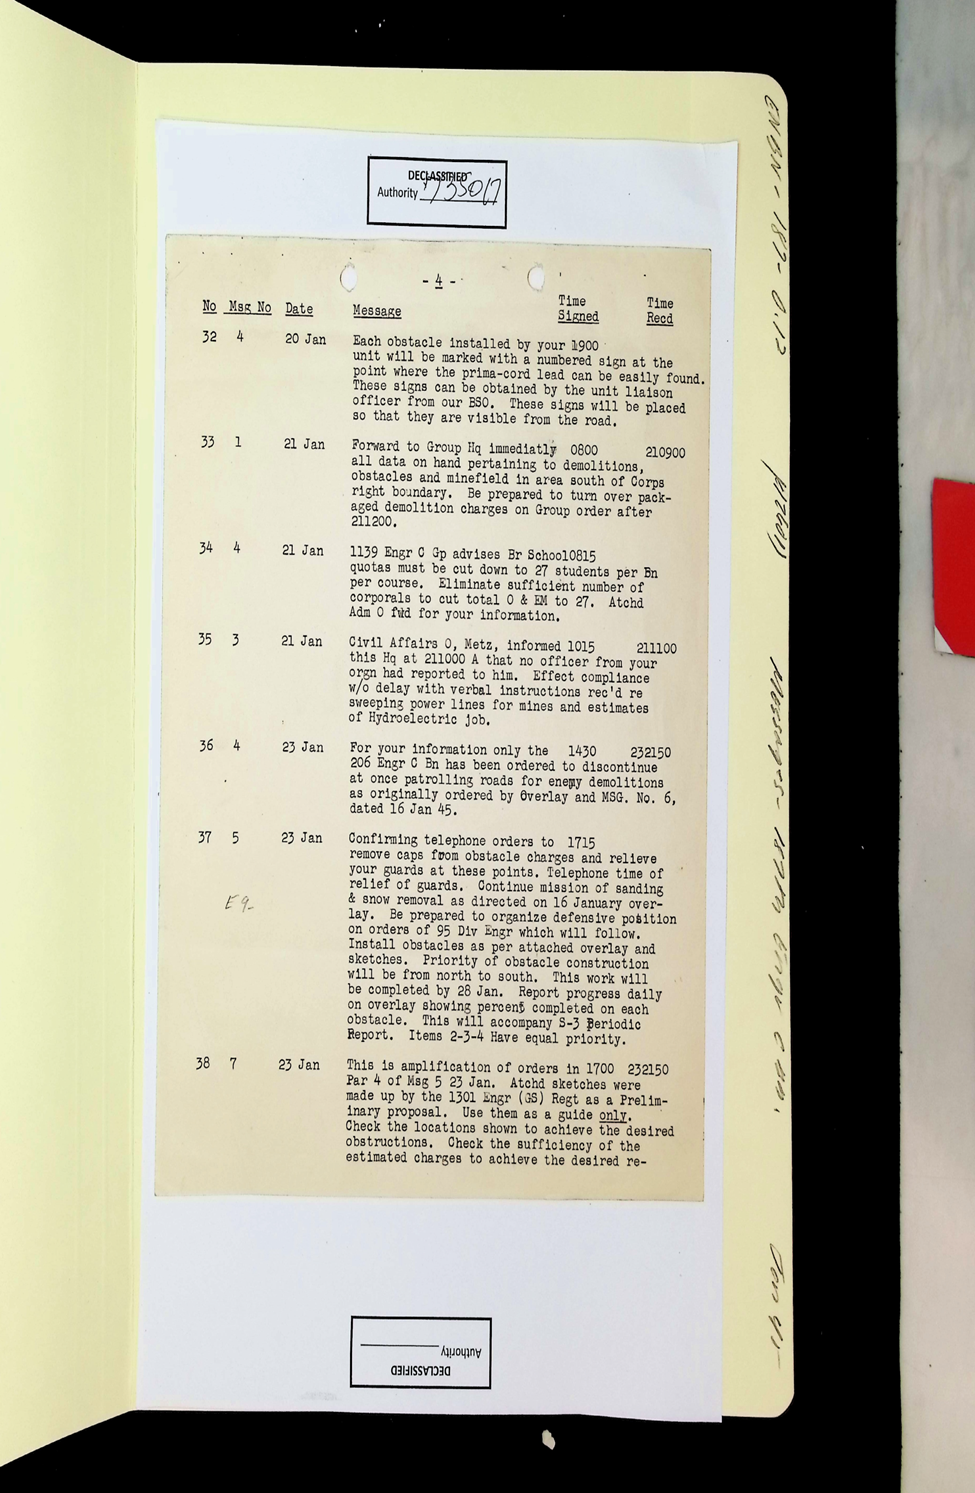 DECLASSIFIED
Authority 735017
- 4 -
No Msg No Date Message Time Signed Time Recd
32 4 20 Jan Each obstacle installed by your 1900
unit will be marked with a numbered sign at the
point where the prima-cord lead can be easily found.
These signs can be obtained by the unit liaison
officer from our BSO. These signs will be placed
so that they are visible from the road.
33 1 21 Jan Forward to Group Hq immediatly 0800 210900
all data on hand pertaining to demolitions,
obstacles and minefield in area south of Corps
right boundary. Be prepared to turn over pack-
aged demolition charges on Group order after
211200.
34 4 21 Jan 1139 Engr C Gp advises Br School0815
quotas must be cut down to 27 students per Bn
per course. Eliminate sufficient number of
corporals to cut total O & EM to 27. Atchd
Adm O fwd for your information.
35 3 21 Jan Civil Affairs O, Metz, informed 1015 211100
this Hq at 211000 A that no officer from your
orgn had reported to him. Effect compliance
w/o delay with verbal instructions rec'd re
sweeping power lines for mines and estimates
of Hydroelectric job.
36 4 23 Jan For your information only the 1430 232150
206 Engr C Bn has been ordered to discontinue
at once patrolling roads for enemy demolitions
as originally ordered by Overlay and MSG. No. 6,
dated 16 Jan 45.
37 5 23 Jan Confirming telephone orders to 1715
remove caps from obstacle charges and relieve
your guards at these points. Telephone time of
relief of guards. Continue mission of sanding
& snow removal as directed on 16 January over-
lay. Be prepared to organize defensive position
on orders of 95 Div Engr which will follow.
Install obstacles as per attached overlay and
sketches. Priority of obstacle construction
will be from north to south. This work will
be completed by 28 Jan. Report progress daily
on overlay showing percent completed on each
obstacle. This will accompany S-3 Periodic
Report. Items 2-3-4 Have equal priority.
38 7 23 Jan This is amplification of orders in 1700 232150
Par 4 of Msg 5 23 Jan. Atchd sketches were
made up by the 1301 Engr (GS) Regt as a Prelim-
inary proposal. Use them as a guide only.
Check the locations shown to achieve the desired
obstructions. Check the sufficiency of the
estimated charges to achieve the desired re-
DECLASSIFIED
Authority
ENBN - 187- 0.12
Messages - 187th Engr C Bn.